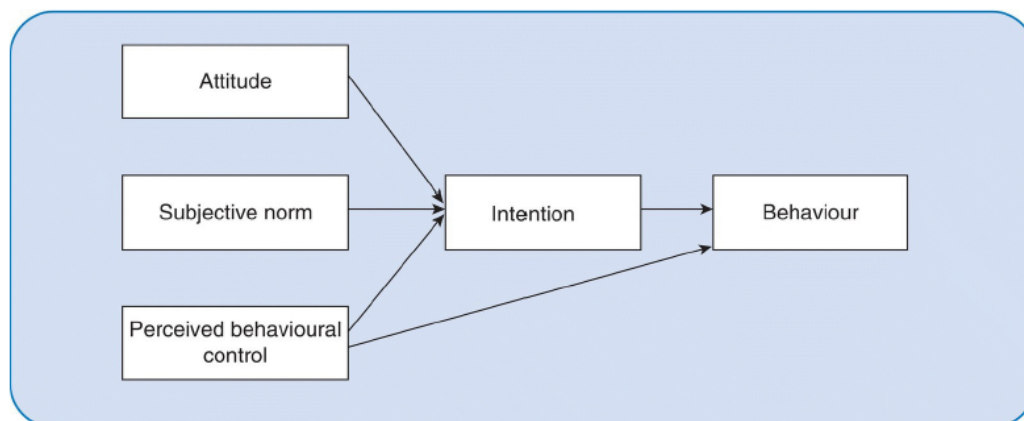 Attitude
Subjective norm
Intention
Behaviour
Perceived behavioural
control